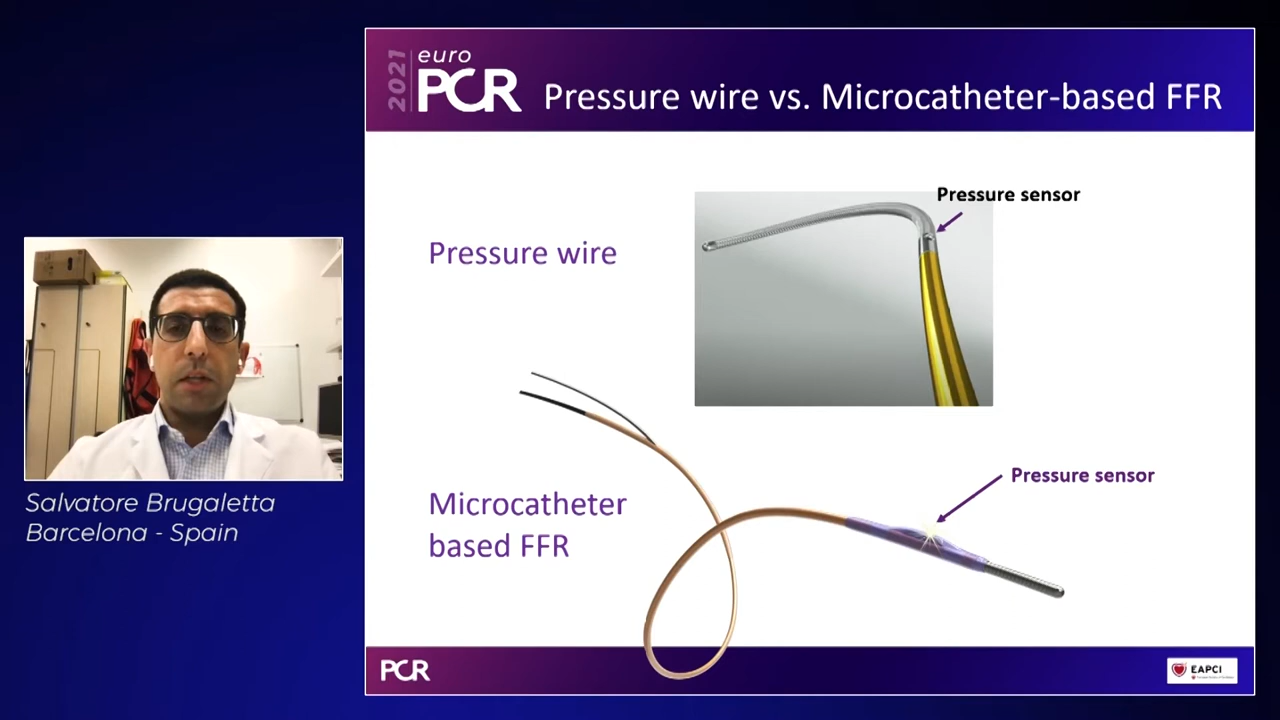 2021
euro
PCR
Pressure wire vs. Microcatheter-based FFR
Pressure sensor
Pressure wire
Pressure sensor
Microcatheter
based FFR
Salvatore Brugaletta
Barcelona - Spain
PCR
EAPCI